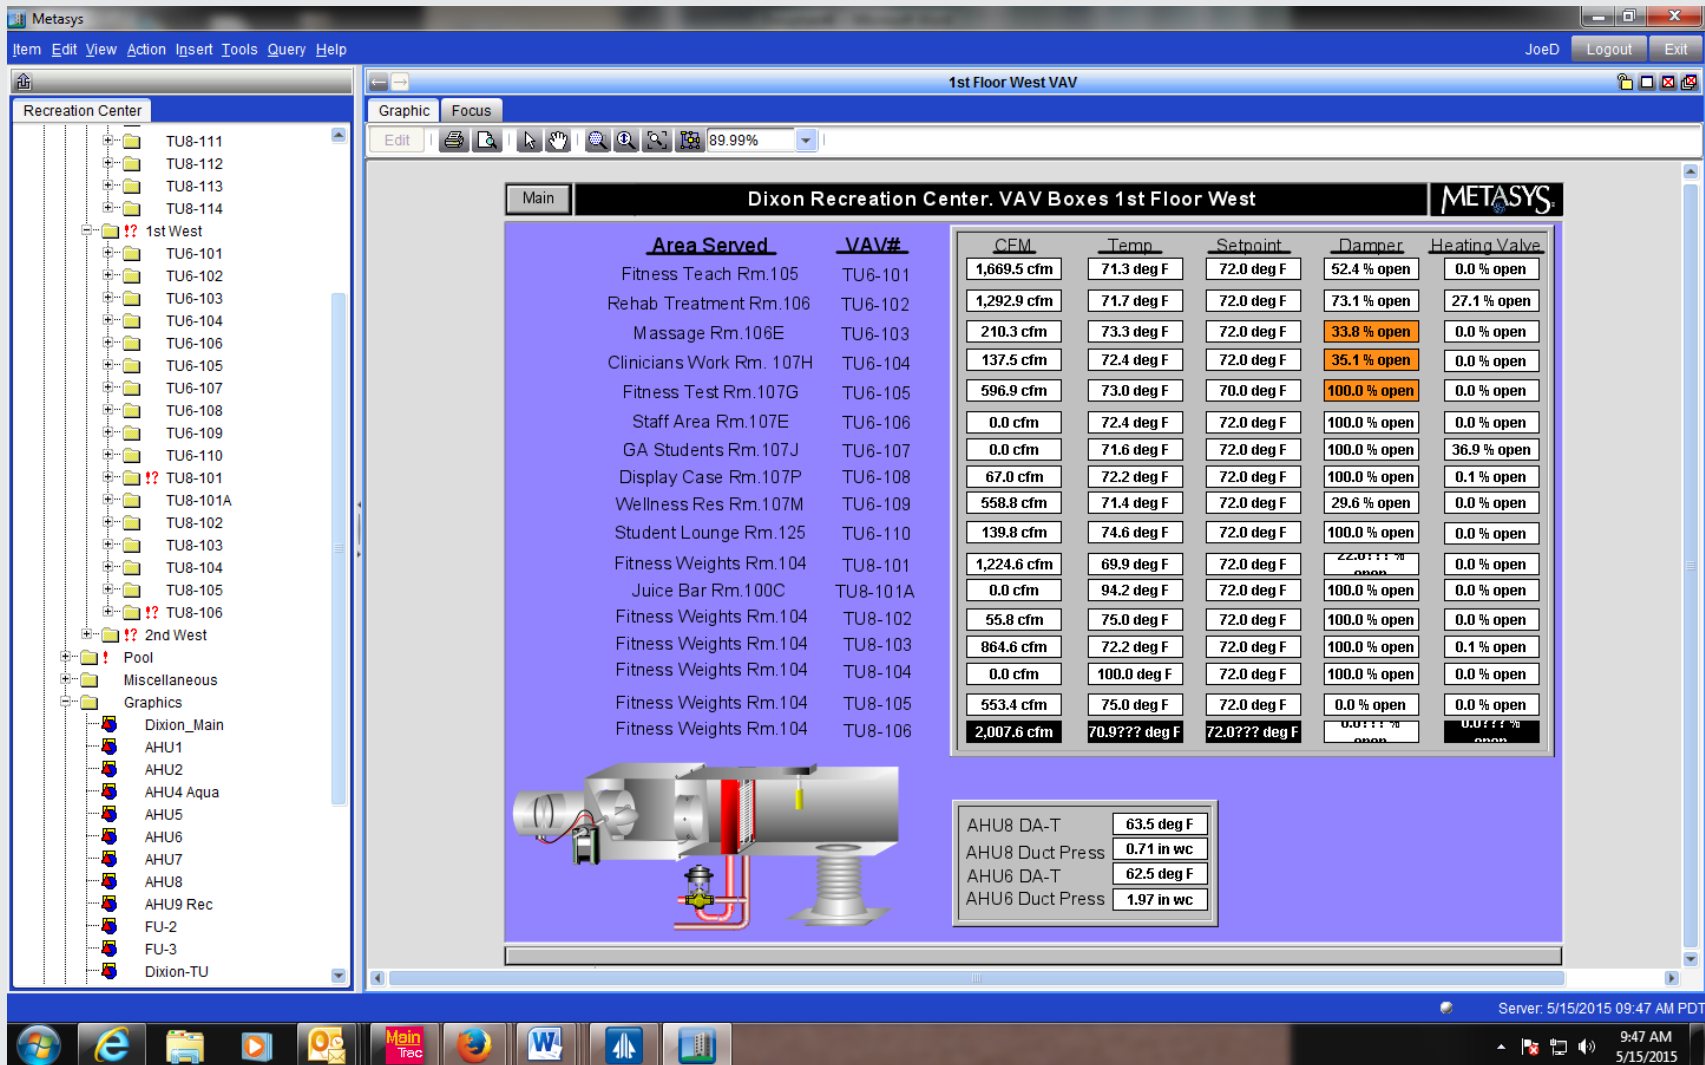 Metasys
Item Edit View Action Insert Tools Query Help
JoeD Logout Exit
1st Floor West VAV
Recreation Center
Graphic Focus
Edit 89.99%
TU8-111
TU8-112
TU8-113
TU8-114
!? 1st West
TU6-101
TU6-102
TU6-103
TU6-104
TU6-106
TU6-105
TU6-107
TU6-108
TU6-109
TU6-110
!? TU8-101
TU8-101A
TU8-102
TU8-103
TU8-104
TU8-105
!? TU8-106
!? 2nd West
! Pool
Miscellaneous
Graphics
Dixion_Main
AHU1
AHU2
AHU4 Aqua
AHU5
AHU6
AHU7
AHU8
AHU9 Rec
FU-2
FU-3
Dixion-TU
Main Dixon Recreation Center. VAV Boxes 1st Floor West METASYS
Area Served VAV# CFM Temp Setpoint Damper Heating Valve
Fitness Teach Rm.105 TU6-101 1,669.5 cfm 71.3 deg F 72.0 deg F 52.4 % open 0.0 % open
Rehab Treatment Rm.106 TU6-102 1,292.9 cfm 71.7 deg F 72.0 deg F 73.1 % open 27.1 % open
Massage Rm.106E TU6-103 210.3 cfm 73.3 deg F 72.0 deg F 33.8 % open 0.0 % open
Clinicians Work Rm. 107H TU6-104 137.5 cfm 72.4 deg F 72.0 deg F 35.1 % open 0.0 % open
Fitness Test Rm.107G TU6-105 596.9 cfm 73.0 deg F 70.0 deg F 100.0 % open 0.0 % open
Staff Area Rm.107E TU6-106 0.0 cfm 72.4 deg F 72.0 deg F 100.0 % open 0.0 % open
GA Students Rm.107J TU6-107 0.0 cfm 71.6 deg F 72.0 deg F 100.0 % open 36.9 % open
Display Case Rm.107P TU6-108 67.0 cfm 72.2 deg F 72.0 deg F 100.0 % open 0.1 % open
Wellness Res Rm.107M TU6-109 558.8 cfm 71.4 deg F 72.0 deg F 29.6 % open 0.0 % open
Student Lounge Rm.125 TU6-110 139.8 cfm 74.6 deg F 72.0 deg F 100.0 % open 0.0 % open
Fitness Weights Rm.104 TU8-101 1,224.6 cfm 69.9 deg F 72.0 deg F 22.0??? % open 0.0 % open
Juice Bar Rm.100C TU8-101A 0.0 cfm 94.2 deg F 72.0 deg F 100.0 % open 0.0 % open
Fitness Weights Rm.104 TU8-102 55.8 cfm 75.0 deg F 72.0 deg F 100.0 % open 0.0 % open
Fitness Weights Rm.104 TU8-103 864.6 cfm 72.2 deg F 72.0 deg F 100.0 % open 0.1 % open
Fitness Weights Rm.104 TU8-104 0.0 cfm 100.0 deg F 72.0 deg F 100.0 % open 0.0 % open
Fitness Weights Rm.104 TU8-105 553.4 cfm 75.0 deg F 72.0 deg F 0.0 % open 0.0 % open
Fitness Weights Rm.104 TU8-106 2,007.6 cfm 70.9??? deg F 72.0??? deg F 0.0??? % open 0.0??? % open
AHU8 DA-T 63.5 deg F
AHU8 Duct Press 0.71 in wc
AHU6 DA-T 62.5 deg F
AHU6 Duct Press 1.97 in wc
Server: 5/15/2015 09:47 AM PDT
Main Trac
9:47 AM
5/15/2015